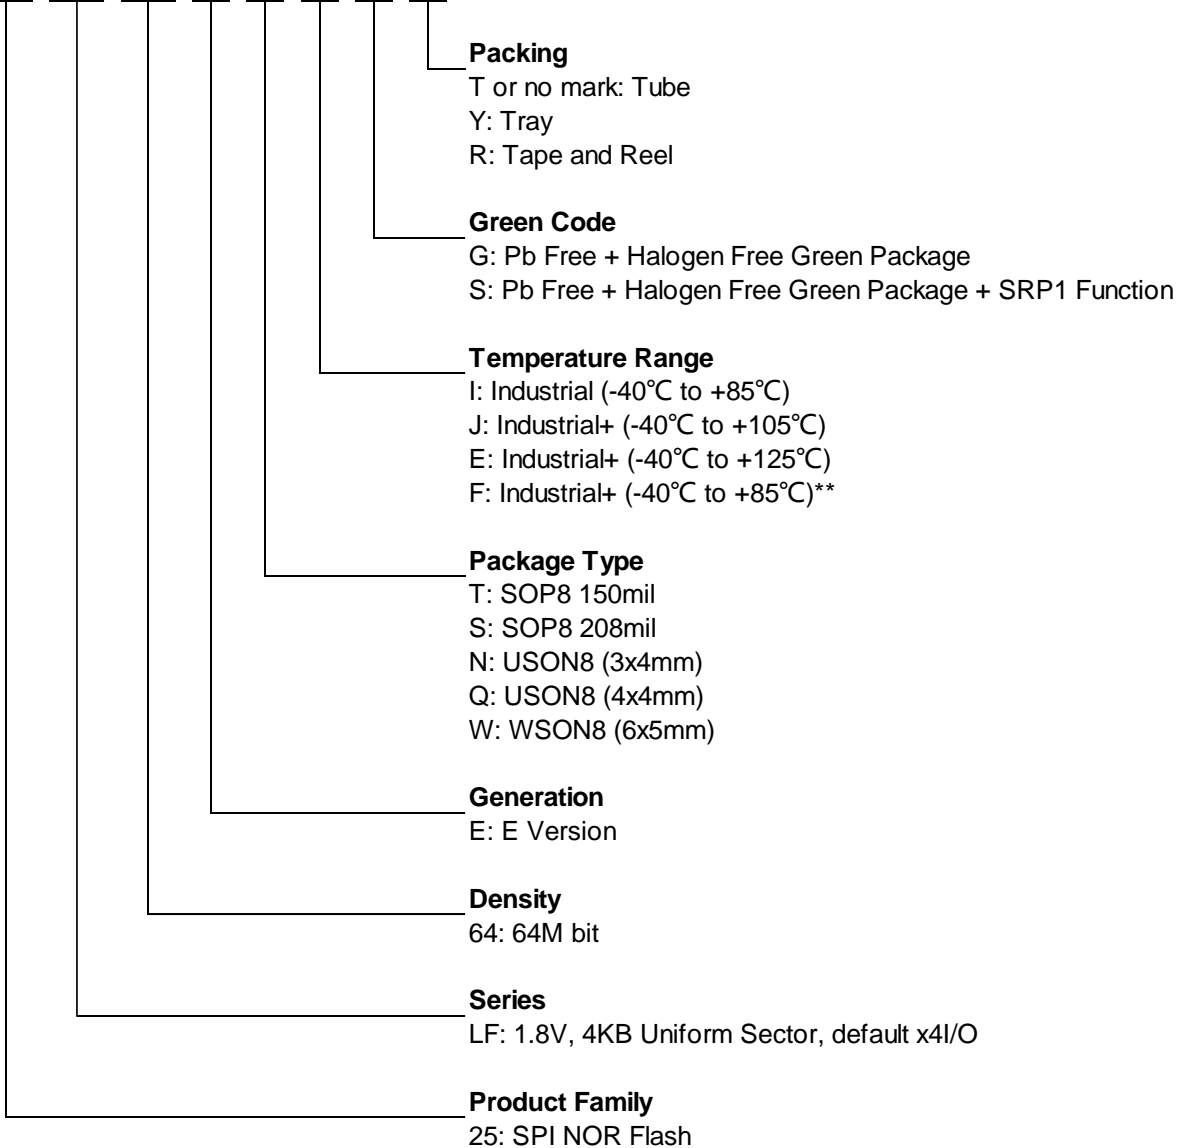 Packing
T or no mark: Tube
Y: Tray
R: Tape and Reel
Green Code
G: Pb Free + Halogen Free Green Package
S: Pb Free + Halogen Free Green Package + SRP1 Function
Temperature Range
I: Industrial (-40℃ to +85℃)
J: Industrial+ (-40℃ to +105℃)
E: Industrial+ (-40℃ to +125℃)
F: Industrial+ (-40℃ to +85℃)**
Package Type
T: SOP8 150mil
S: SOP8 208mil
N: USON8 (3x4mm)
Q: USON8 (4x4mm)
W: WSON8 (6x5mm)
Generation
E: E Version
Density
64: 64M bit
Series
LF: 1.8V, 4KB Uniform Sector, default x4I/O
Product Family
25: SPI NOR Flash